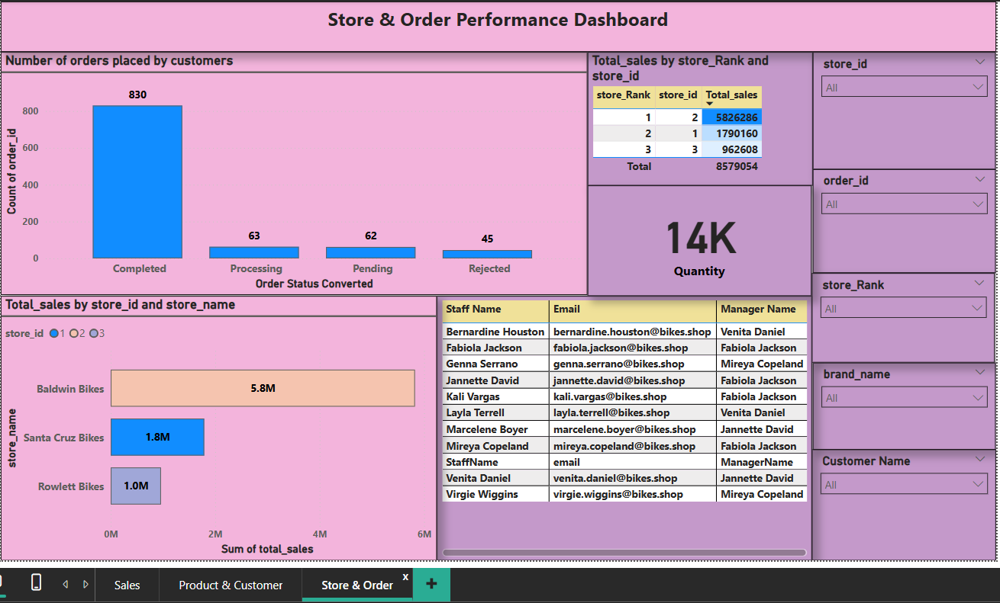 Store & Order Performance Dashboard
Number of orders placed by customers
Count of order_id
800
600
400
200
0
830
63
62
45
Completed Processing Pending Rejected
Order Status Converted
Total_sales by store_Rank and
store_id
store_Rank store_id Total_sales
1 2 5826286
2 1 1790160
3 3 962608
Total 8579054
14K
Quantity
store_id
All
order_id
All
store_Rank
All
brand_name
All
Customer Name
All
Total_sales by store_id and store_name
store_id 1 2 3
store_name
Baldwin Bikes 5.8M
Santa Cruz Bikes 1.8M
Rowlett Bikes 1.0M
0M 2M 4M 6M
Sum of total_sales
Staff Name Email Manager Name
Bernardine Houston bernardine.houston@bikes.shop Venita Daniel
Fabiola Jackson fabiola.jackson@bikes.shop Fabiola Jackson
Genna Serrano genna.serrano@bikes.shop Mireya Copeland
Jannette David jannette.david@bikes.shop Fabiola Jackson
Kali Vargas kali.vargas@bikes.shop Fabiola Jackson
Layla Terrell layla.terrell@bikes.shop Venita Daniel
Marcelene Boyer marcelene.boyer@bikes.shop Jannette David
Mireya Copeland mireya.copeland@bikes.shop Fabiola Jackson
StaffName email ManagerName
Venita Daniel venita.daniel@bikes.shop Jannette David
Virgie Wiggins virgie.wiggins@bikes.shop Mireya Copeland
Sales Product & Customer Store & Order x +